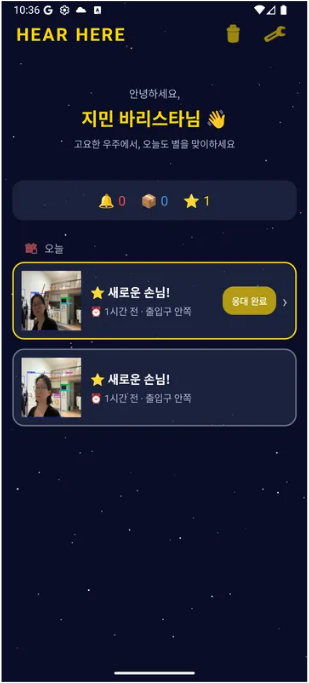 10:36
HEAR HERE
안녕하세요,
지민 바리스타님 👋
고요한 우주에서, 오늘도 별을 맞이하세요
🔔 0 📦 0 ⭐ 1
오늘
⭐ 새로운 손님!
⏰ 1시간 전 · 출입구 안쪽
응대 완료 ›
⭐ 새로운 손님!
⏰ 1시간 전 · 출입구 안쪽